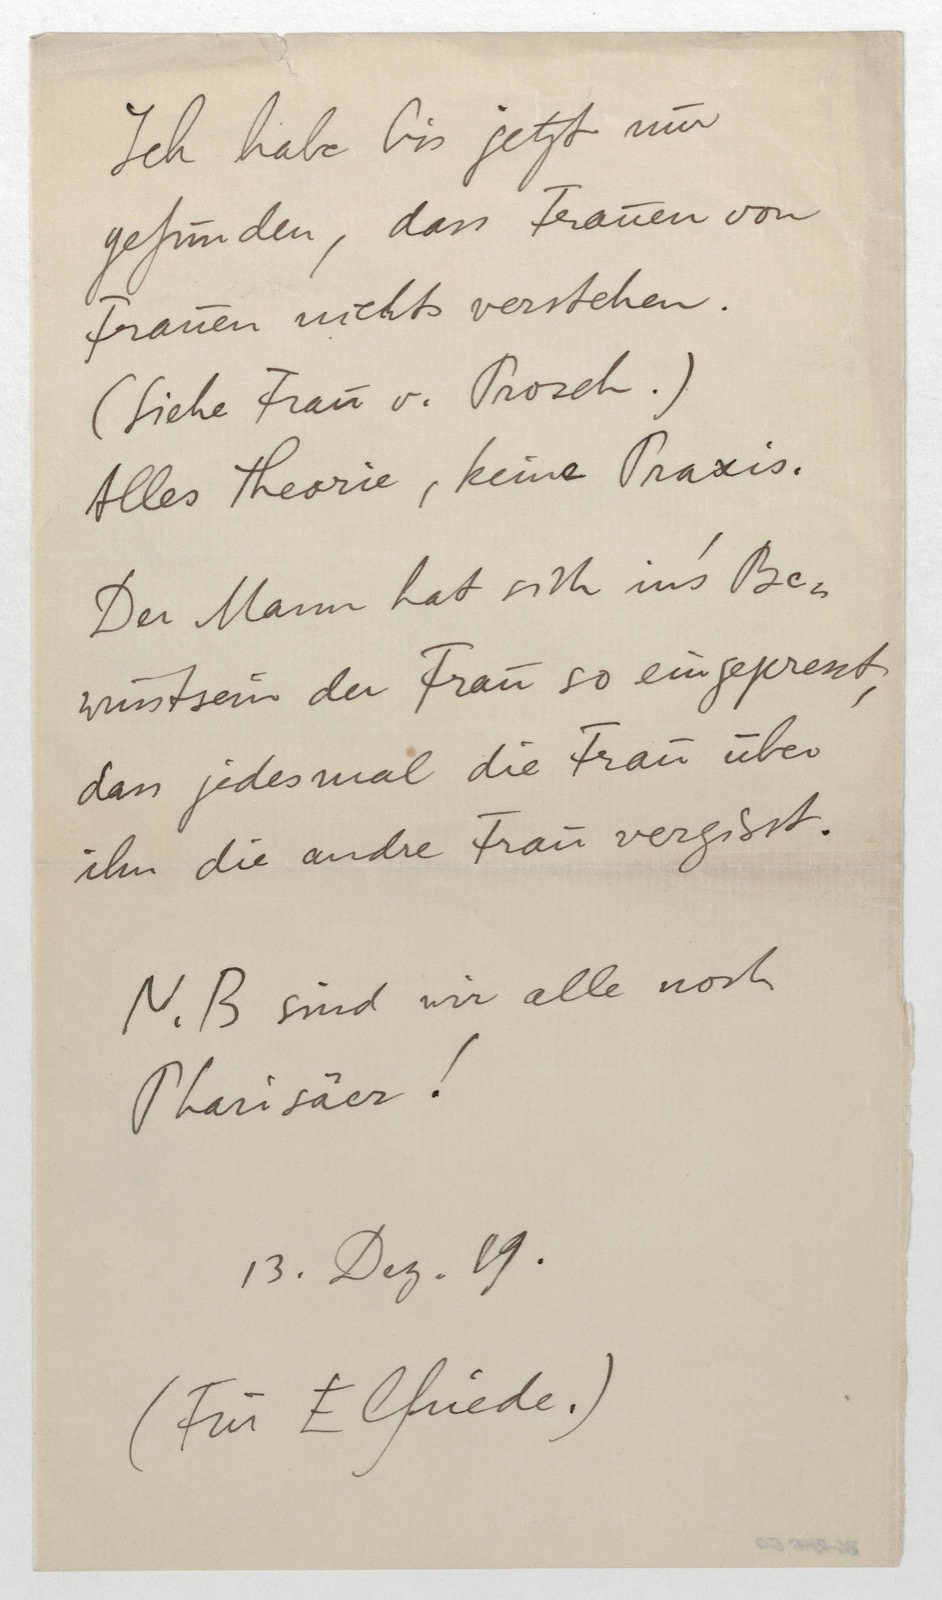 Ich habe bis jetzt nur
gefunden, dass Frauen von
Frauen nichts verstehen.
(Siehe Frau v. Prosch.)
Alles Theorie, keine Praxis.
Der Mann hat sich in's Be=
wustsein der Frau so eingepresst,
dass jedesmal die Frau über
ihn die andre Frau vergisst.
N.B sind wir alle noch
Pharisäer!
13. Dez. 19.
(Für Elfriede.)